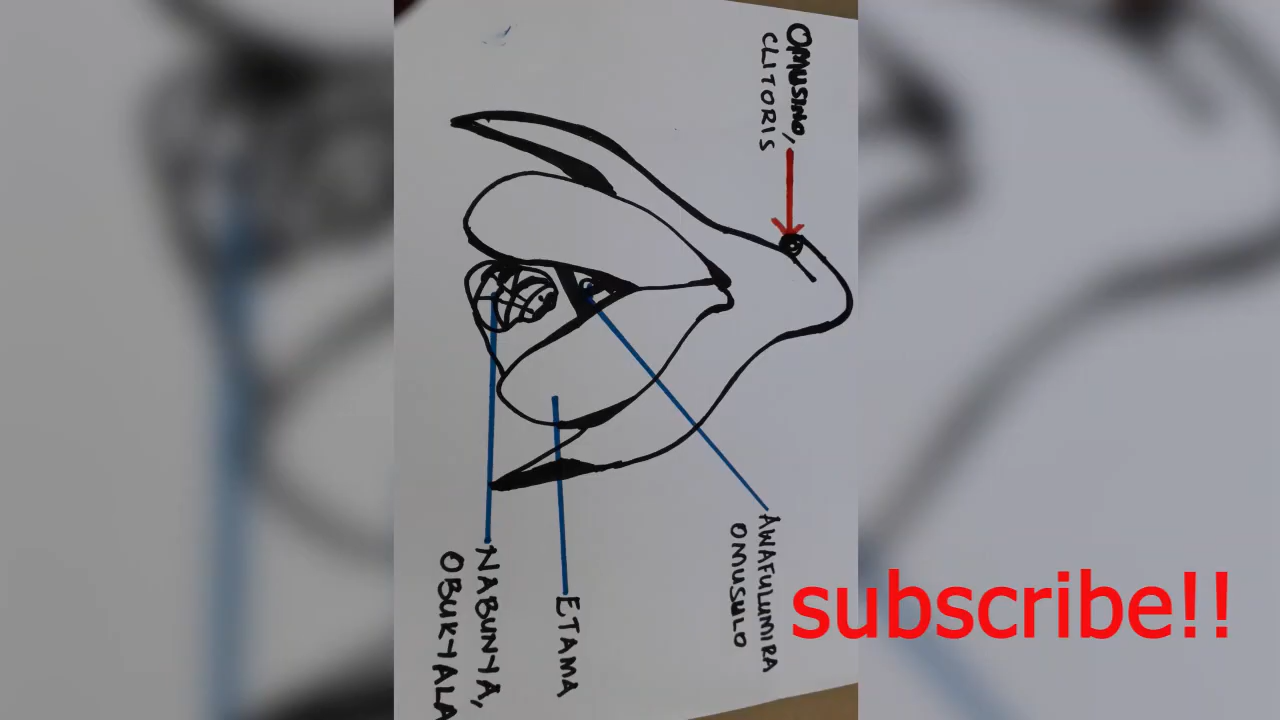 OMUSINO,
CLITORIS
AWAFULUMIRA
OMUSULO
ETAMA
NABUNYA,
OBUKYALA
subscribe!!